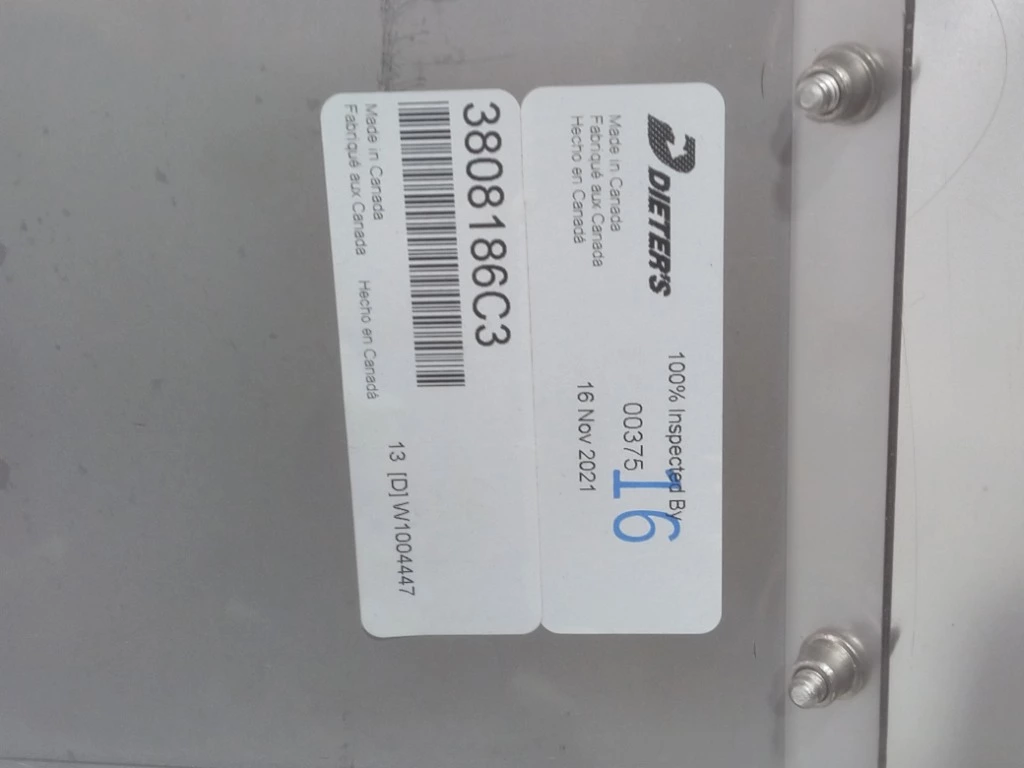 DIETER'S
100% Inspected By
Made in Canada
Fabriqué aux Canada
Hecho en Canadá
00375
I6
16 Nov 2021
3808186C3
Made in Canada
Fabriqué aux Canada
Hecho en Canadá
13 [D] W1004447